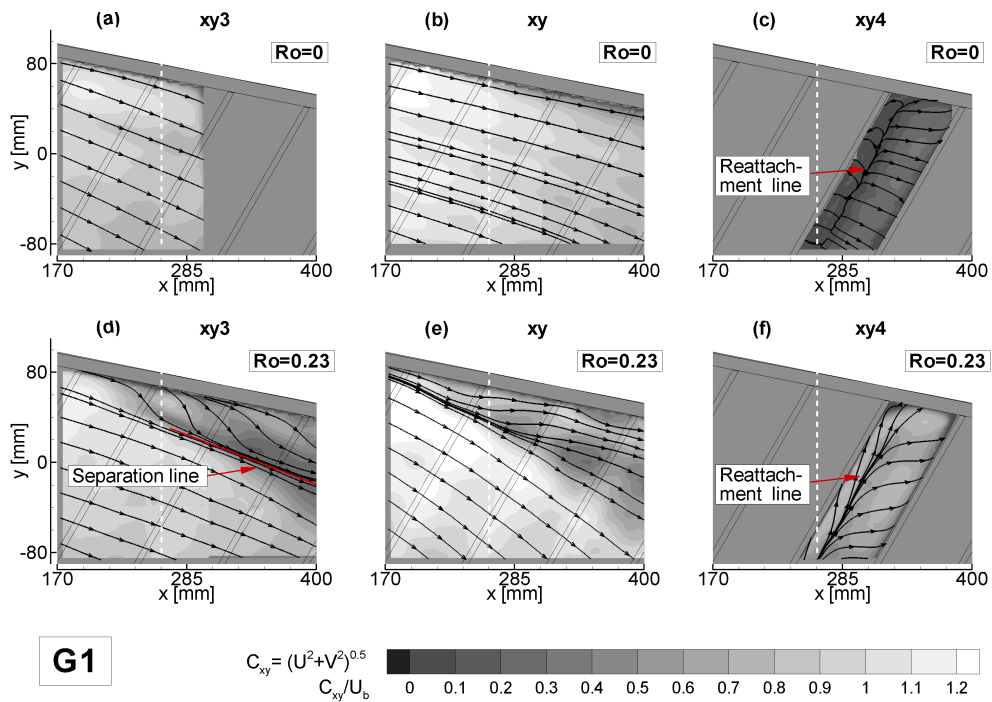 (a) xy3
Ro=0
(b) xy
Ro=0
(c) xy4
Ro=0
80
0
-80
y [mm]
170 285 400
x [mm]
170 285 400
x [mm]
Reattach-
ment line
170 285 400
x [mm]
(d) xy3
Ro=0.23
(e) xy
Ro=0.23
(f) xy4
Ro=0.23
80
0
-80
y [mm]
Separation line
170 285 400
x [mm]
170 285 400
x [mm]
Reattach-
ment line
170 285 400
x [mm]
G1
Cxy= (U²+V²)^0.5
Cxy/Ub
0 0.1 0.2 0.3 0.4 0.5 0.6 0.7 0.8 0.9 1 1.1 1.2